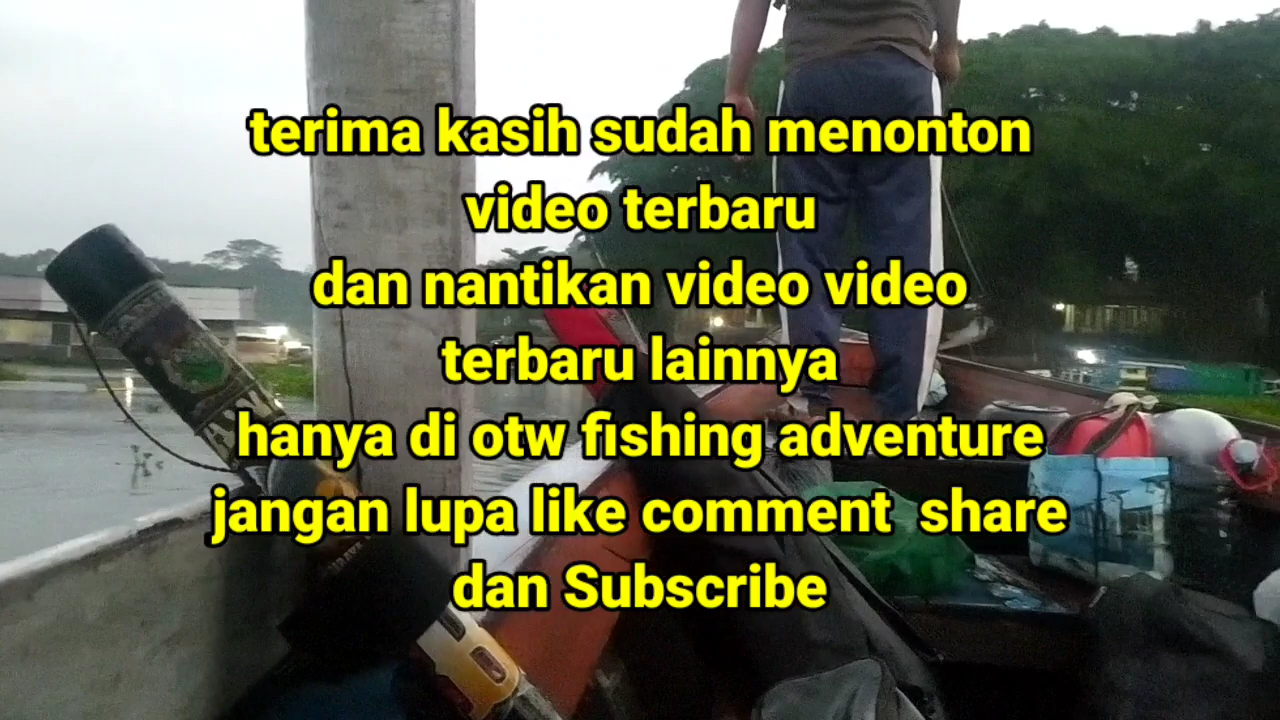 terima kasih sudah menonton
video terbaru
dan nantikan video video
terbaru lainnya
hanya di otw fishing adventure
jangan lupa like comment  share
dan Subscribe